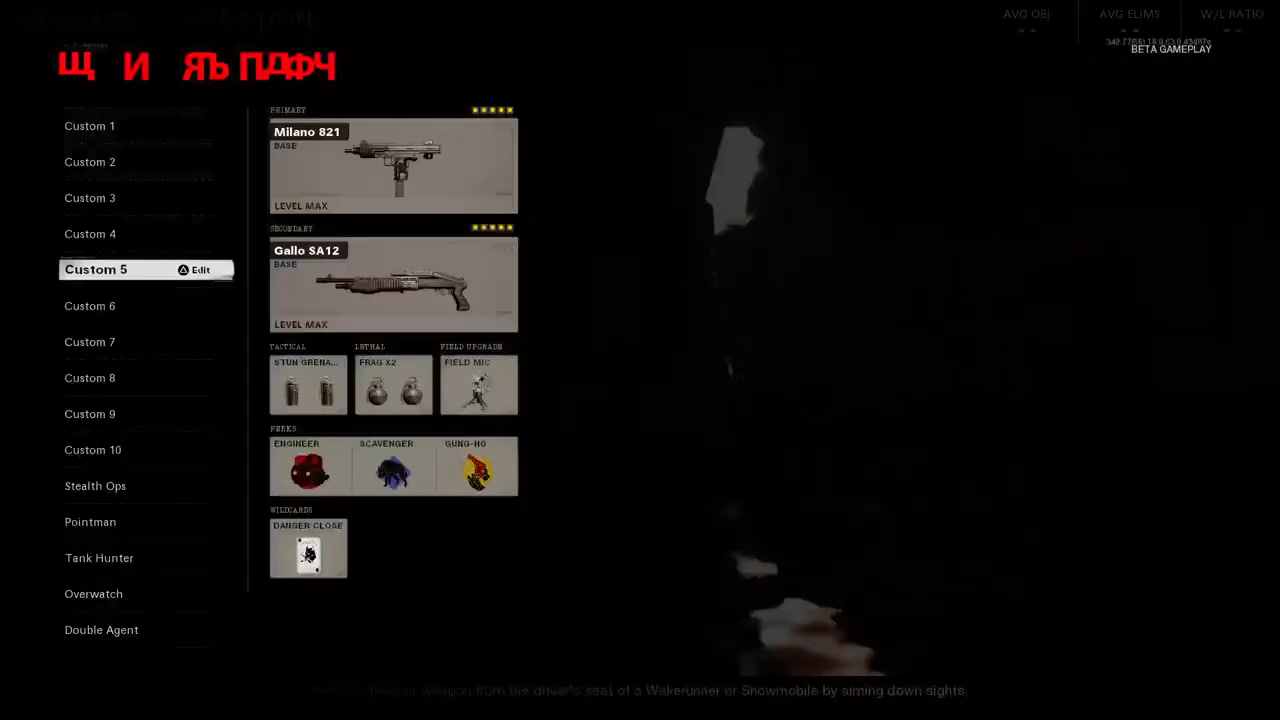 AVG OBJ AVG ELIMS W/L RATIO
BETA GAMEPLAY
Щ И ЯЪ ПДФЧ
Custom 1
Custom 2
Custom 3
Custom 4
Custom 5 Edit
Custom 6
Custom 7
Custom 8
Custom 9
Custom 10
Stealth Ops
Pointman
Tank Hunter
Overwatch
Double Agent
PRIMARY
Milano 821
BASE
LEVEL MAX
SECONDARY
Gallo SA12
BASE
LEVEL MAX
TACTICAL LETHAL FIELD UPGRADE
STUN GRENA... FRAG X2 FIELD MIC
PERKS
ENGINEER SCAVENGER GUNG-HO
WILDCARDS
DANGER CLOSE
weapon from the driver's seat of a Wakerunner or Snowmobile by aiming down sights.